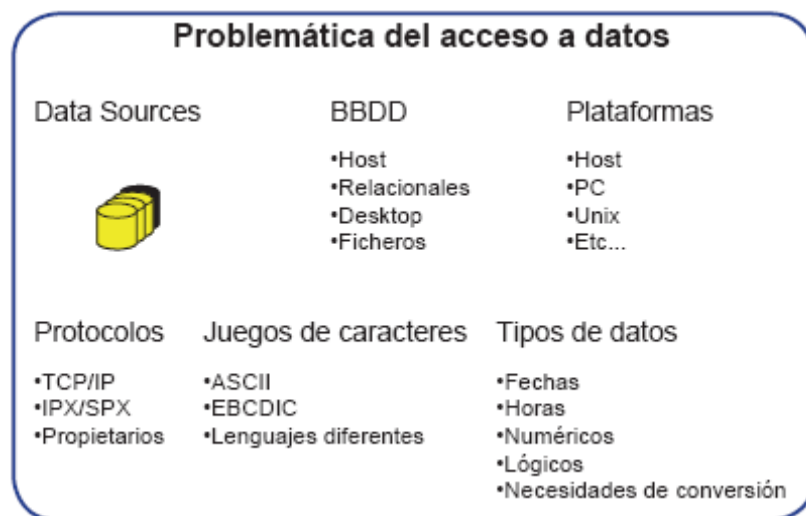 Problemática del acceso a datos
Data Sources
BBDD
•Host
•Relacionales
•Desktop
•Ficheros
Plataformas
•Host
•PC
•Unix
•Etc...
Protocolos
•TCP/IP
•IPX/SPX
•Propietarios
Juegos de caracteres
•ASCII
•EBCDIC
•Lenguajes diferentes
Tipos de datos
•Fechas
•Horas
•Numéricos
•Lógicos
•Necesidades de conversión